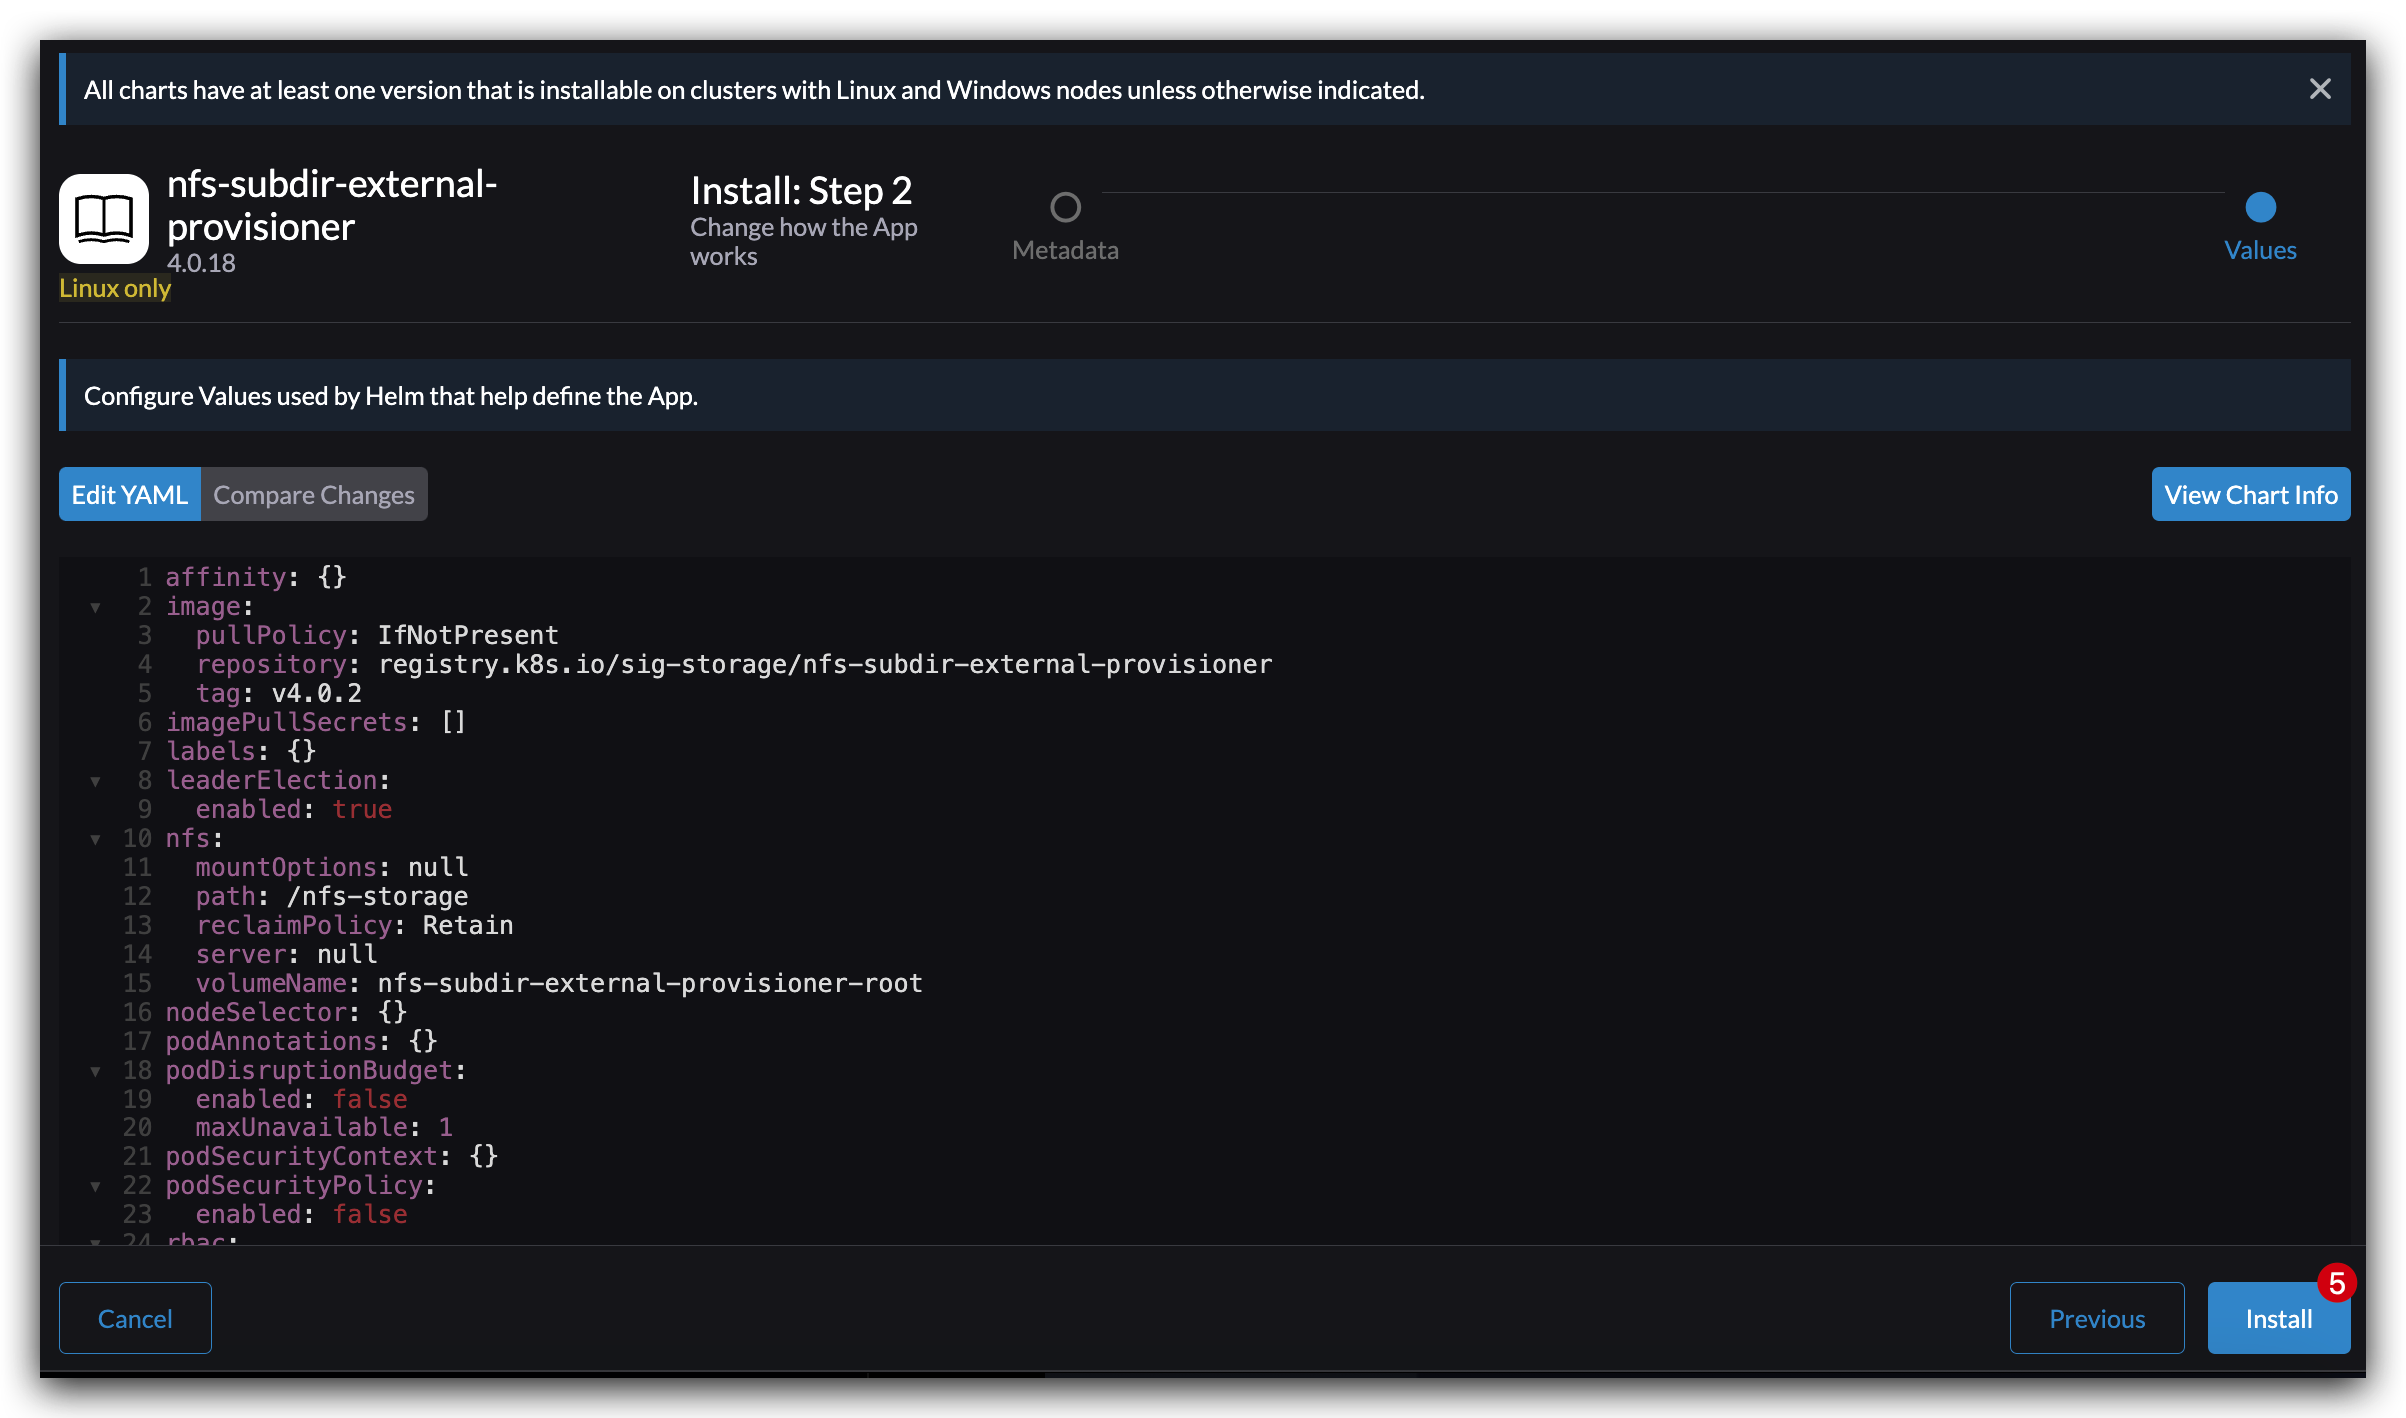 All charts have at least one version that is installable on clusters with Linux and Windows nodes unless otherwise indicated.
nfs-subdir-external-
provisioner
4.0.18
Linux only
Install: Step 2
Change how the App
works
Metadata
Values
Configure Values used by Helm that help define the App.
Edit YAML
Compare Changes
View Chart Info
1 affinity: {}
2 image:
3   pullPolicy: IfNotPresent
4   repository: registry.k8s.io/sig-storage/nfs-subdir-external-provisioner
5   tag: v4.0.2
6 imagePullSecrets: []
7 labels: {}
8 leaderElection:
9   enabled: true
10 nfs:
11   mountOptions: null
12   path: /nfs-storage
13   reclaimPolicy: Retain
14   server: null
15   volumeName: nfs-subdir-external-provisioner-root
16 nodeSelector: {}
17 podAnnotations: {}
18 podDisruptionBudget:
19   enabled: false
20   maxUnavailable: 1
21 podSecurityContext: {}
22 podSecurityPolicy:
23   enabled: false
24 rbac:
Cancel
Previous
Install
5